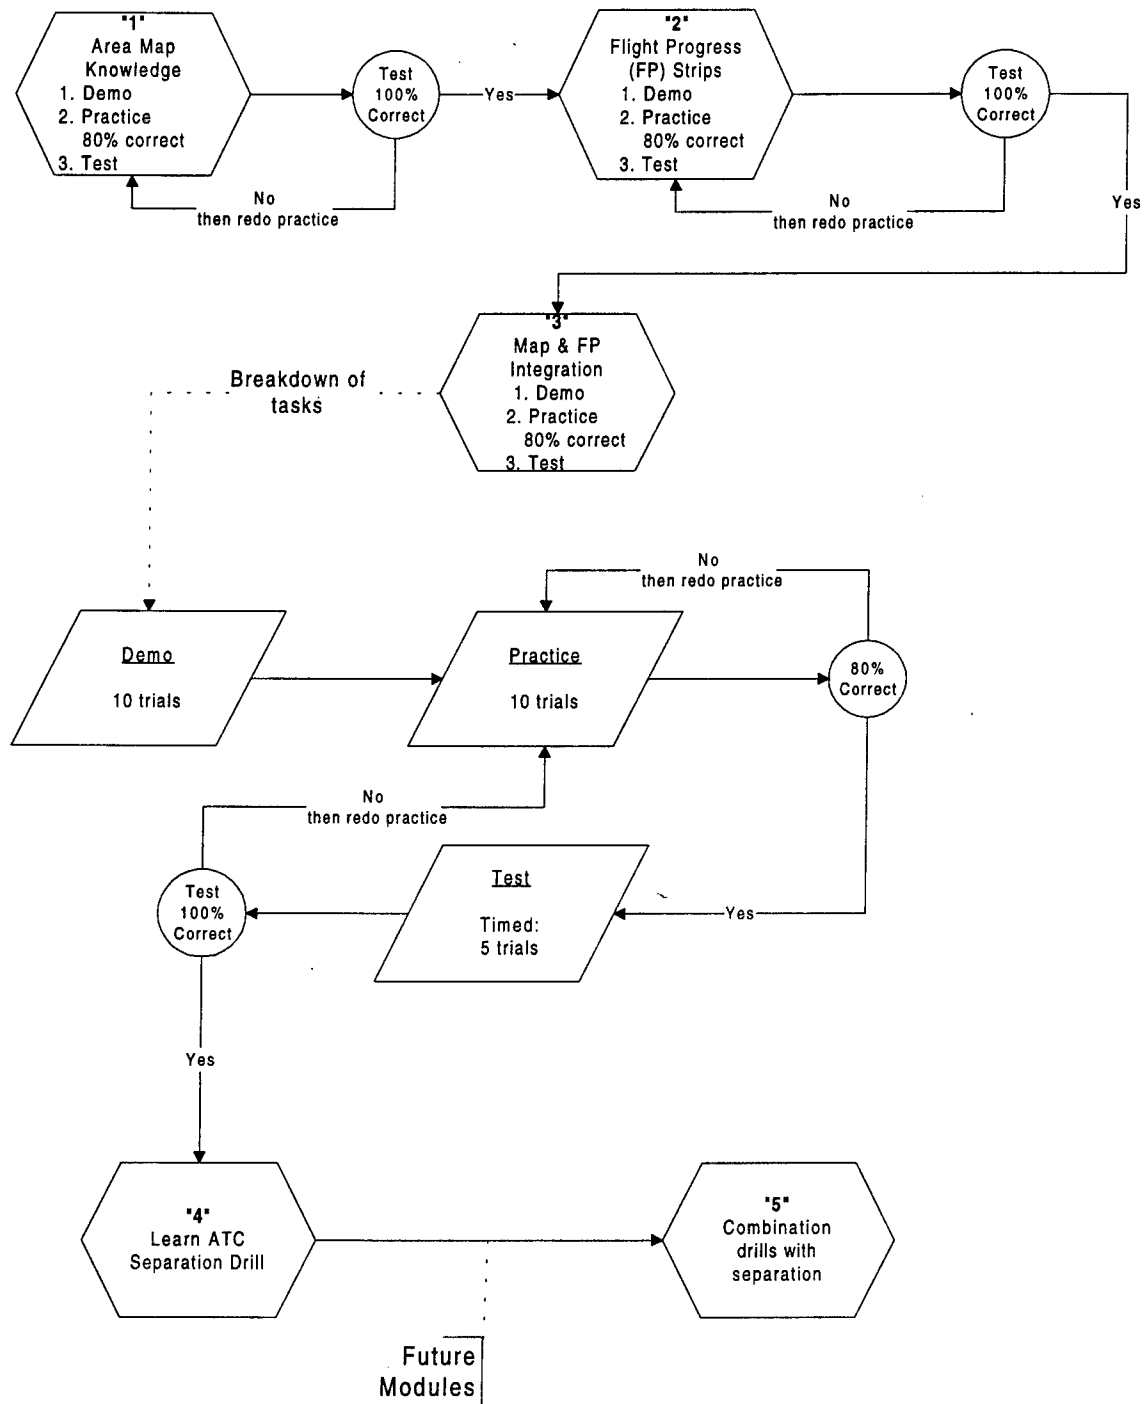 "1"
Area Map
Knowledge
1. Demo
2. Practice
80% correct
3. Test
Test
100%
Correct
Yes
"2"
Flight Progress
(FP) Strips
1. Demo
2. Practice
80% correct
3. Test
Test
100%
Correct
No
then redo practice
No
then redo practice
Yes
"3"
Map & FP
Integration
1. Demo
2. Practice
80% correct
3. Test
Breakdown of
tasks
No
then redo practice
Demo
10 trials
Practice
10 trials
80%
Correct
No
then redo practice
Test
100%
Correct
Test
Timed:
5 trials
Yes
Yes
"4"
Learn ATC
Separation Drill
"5"
Combination
drills with
separation
Future
Modules